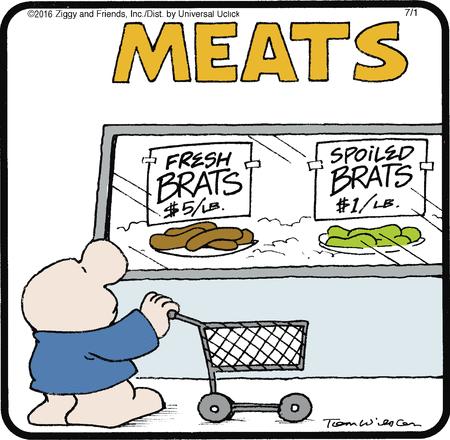 ©2016 Ziggy and Friends, Inc./Dist. by Universal Uclick
7/1
MEATS
FRESH
BRATS
$5/LB.
SPOILED
BRATS
$1/LB.
Tom Wilson